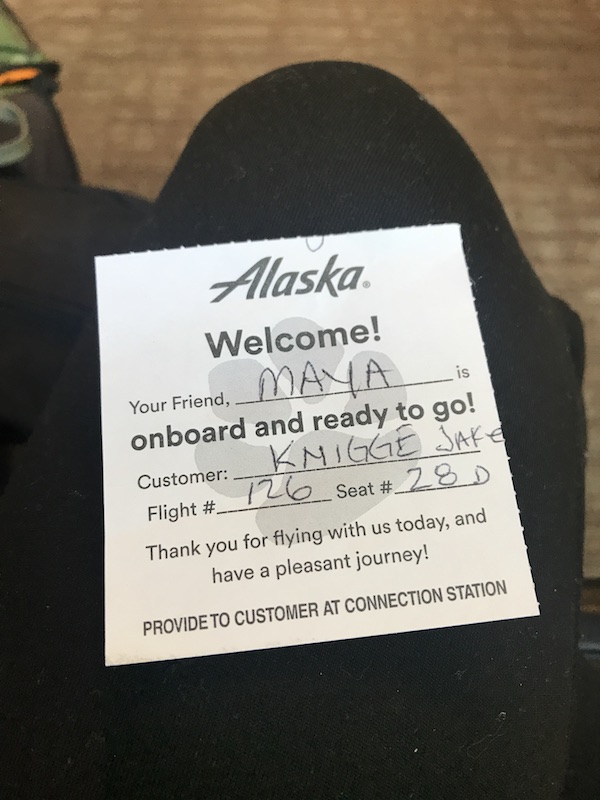 Alaska®
Welcome!
Your Friend, MAYA is
onboard and ready to go!
Customer: KNIGGE JAKE
Flight # 126 Seat # 28D
Thank you for flying with us today, and
have a pleasant journey!
PROVIDE TO CUSTOMER AT CONNECTION STATION